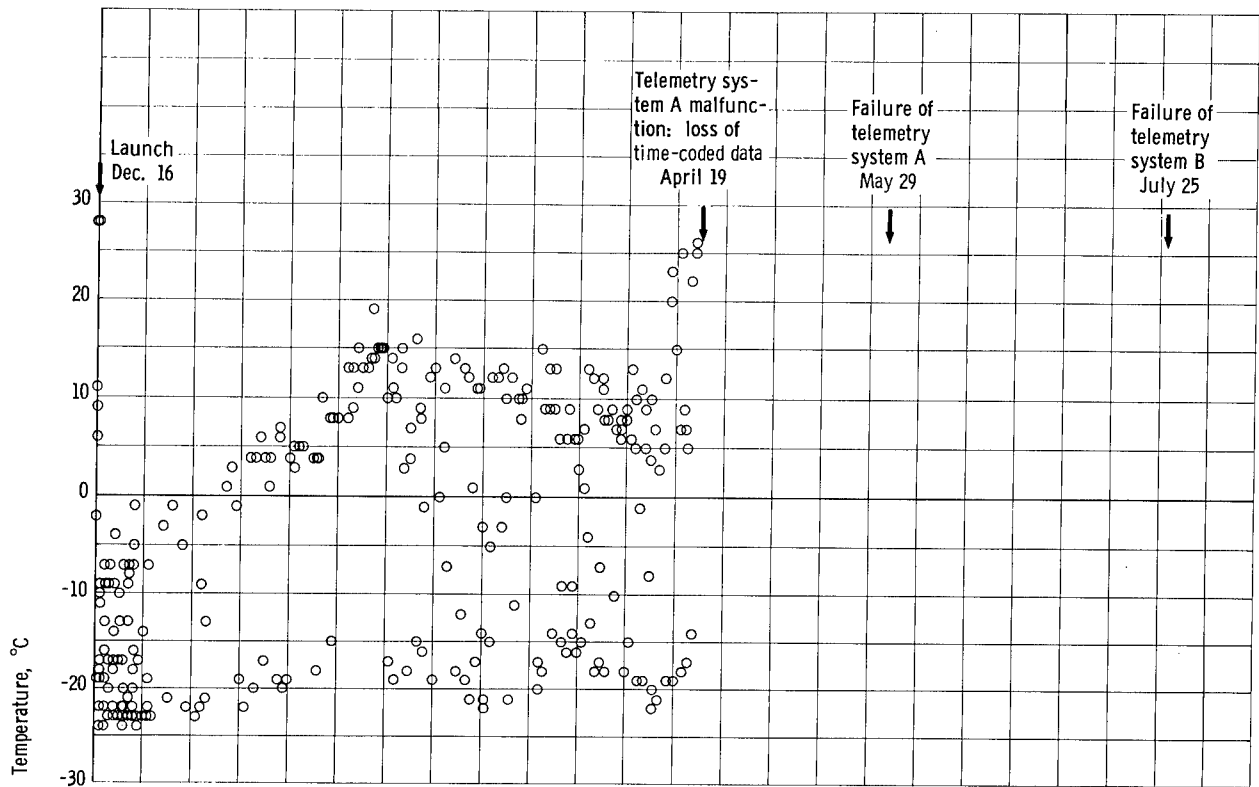 Telemetry sys-
tem A malfunc-
tion: loss of
time-coded data
April 19
Failure of
telemetry
system A
May 29
Failure of
telemetry
system B
July 25
Launch
Dec. 16
30
20
10
0
-10
-20
-30
Temperature, °C